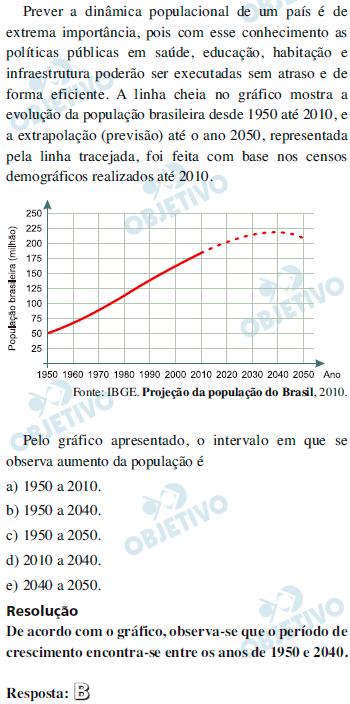 Prever a dinâmica populacional de um país é de
extrema importância, pois com esse conhecimento as
políticas públicas em saúde, educação, habitação e
infraestrutura poderão ser executadas sem atraso e de
forma eficiente. A linha cheia no gráfico mostra a
evolução da população brasileira desde 1950 até 2010, e
a extrapolação (previsão) até o ano 2050, representada
pela linha tracejada, foi feita com base nos censos
demográficos realizados até 2010.
População brasileira (milhão)
250
225
200
175
150
125
100
75
50
25
1950 1960 1970 1980 1990 2000 2010 2020 2030 2040 2050 Ano
Fonte: IBGE. Projeção da população do Brasil, 2010.
Pelo gráfico apresentado, o intervalo em que se
observa aumento da população é
a) 1950 a 2010.
b) 1950 a 2040.
c) 1950 a 2050.
d) 2010 a 2040.
e) 2040 a 2050.
Resolução
De acordo com o gráfico, observa-se que o período de
crescimento encontra-se entre os anos de 1950 e 2040.
Resposta: B
OBJETIVO
OBJETIVO
OBJETIVO
OBJETIVO
OBJETIVO
OBJETIVO
OBJETIVO